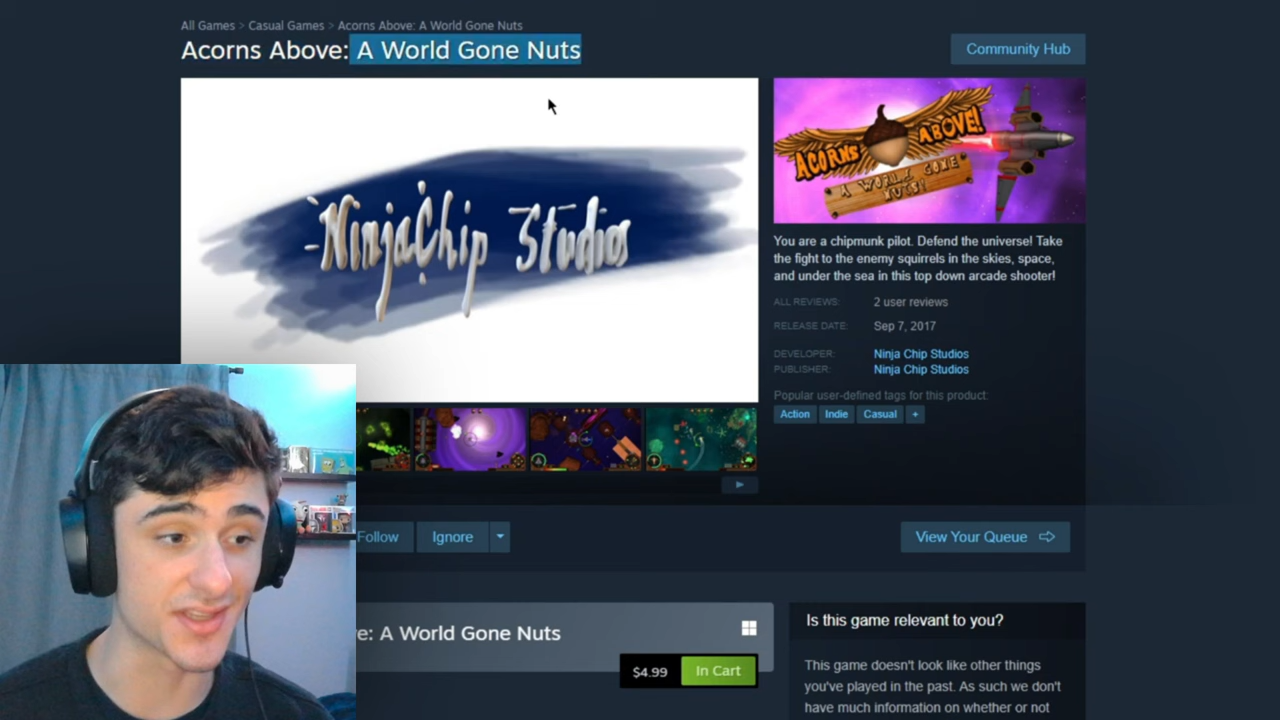 All Games > Casual Games > Acorns Above: A World Gone Nuts
Acorns Above: A World Gone Nuts
Community Hub
NinjaChip Studios
ACORNS ABOVE!
A WORLD GONE
NUTS!
You are a chipmunk pilot. Defend the universe! Take
the fight to the enemy squirrels in the skies, space,
and under the sea in this top down arcade shooter!
ALL REVIEWS: 2 user reviews
RELEASE DATE: Sep 7, 2017
DEVELOPER: Ninja Chip Studios
PUBLISHER: Ninja Chip Studios
Popular user-defined tags for this product:
Action Indie Casual +
Follow Ignore
View Your Queue
e: A World Gone Nuts
$4.99 In Cart
Is this game relevant to you?
This game doesn't look like other things
you've played in the past. As such we don't
have much information on whether or not